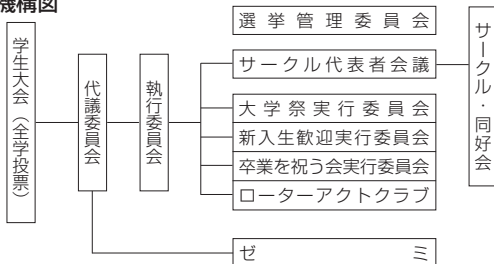 機構図
学生大会（全学投票）
代議委員会
執行委員会
選挙管理委員会
サークル代表者会議
大学祭実行委員会
新入生歓迎実行委員会
卒業を祝う会実行委員会
ローターアクトクラブ
ゼミ
サークル・同好会